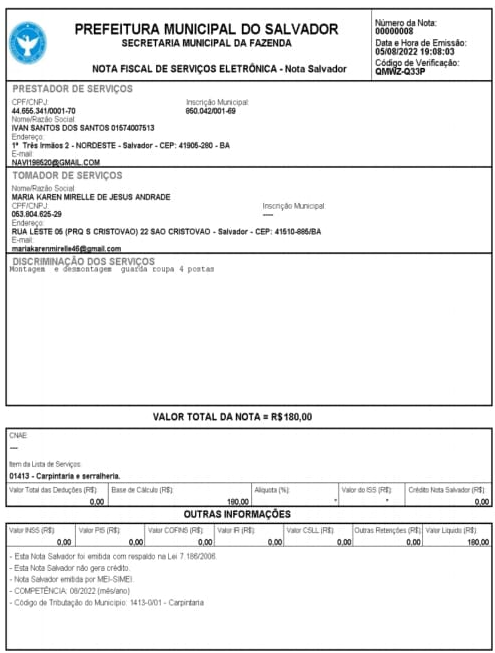 PREFEITURA MUNICIPAL DO SALVADOR
SECRETARIA MUNICIPAL DA FAZENDA
NOTA FISCAL DE SERVIÇOS ELETRÔNICA - Nota Salvador
Número da Nota:
00000008
Data e Hora de Emissão:
05/08/2022 19:08:03
Código de Verificação:
QMWZ-Q33P
PRESTADOR DE SERVIÇOS
CPF/CNPJ: Inscrição Municipal:
44.655.341/0001-70 850.042/001-69
Nome/Razão Social
IVAN SANTOS DOS SANTOS 01574007513
Endereço:
1ª Três Irmãos 2 - NORDESTE - Salvador - CEP: 41905-280 - BA
E-mail:
NAVI198520@GMAIL.COM
TOMADOR DE SERVIÇOS
Nome/Razão Social
MARIA KAREN MIRELLE DE JESUS ANDRADE
CPF/CNPJ: Inscrição Municipal
053.804.625-29 ----
Endereço:
RUA LESTE 05 (PRQ S CRISTOVAO) 22 SAO CRISTOVAO - Salvador - CEP: 41510-885/BA
E-mail:
mariakarenmirelle46@gmail.com
DISCRIMINAÇÃO DOS SERVIÇOS
Montagem e desmontagem guarda roupa 4 postas
VALOR TOTAL DA NOTA = R$180,00
CNAE:
---
Item da Lista de Serviços:
01413 - Carpintaria e serralheria.
Valor Total das Deduções (R$): Base de Cálculo (R$): Alíquota (%): Valor do ISS (R$): Crédito Nota Salvador (R$):
0,00 180,00 * * 0,00
OUTRAS INFORMAÇÕES
Valor INSS (R$): Valor PIS (R$): Valor COFINS (R$): Valor IR (R$): Valor CSLL (R$): Outras Retenções (R$): Valor Líquido (R$):
0,00 0,00 0,00 0,00 0,00 0,00 180,00
- Esta Nota Salvador foi emitida com respaldo na Lei 7.186/2006.
- Esta Nota Salvador não gera crédito.
- Nota Salvador emitida por MEI-SIMEI.
- COMPETÊNCIA: 08/2022 (mês/ano)
- Código de Tributação do Município: 1413-0/01 - Carpintaria